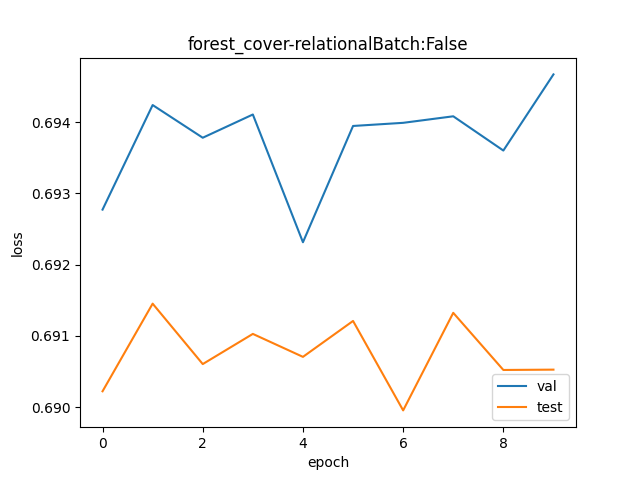 forest_cover-relationalBatch:False
loss
0.694
0.693
0.692
0.691
0.690
0 2 4 6 8
epoch
val
test